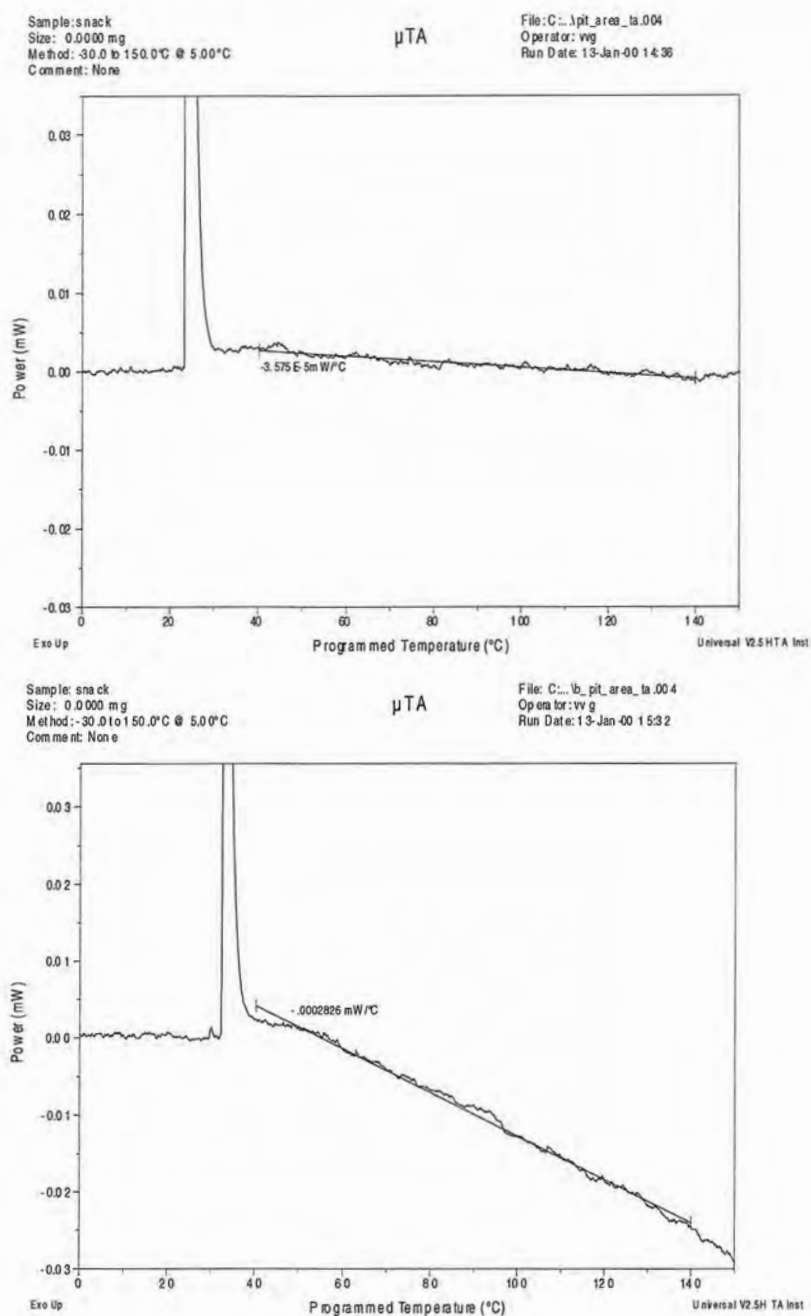 Sample: snack
Size: 0.0000 mg
Method: -30.0 to 150.0°C @ 5.00°C
Comment: None
µTA
File: C:...\pit_area_ta.004
Operator: vvg
Run Date: 13-Jan-00 14:36
0.03
0.02
0.01
0.00
-0.01
-0.02
-0.03
Power (mW)
-3.575E-5mW/°C
0 20 40 60 80 100 120 140
Exo Up
Programmed Temperature (°C)
Universal V2.5H TA Inst
Sample: snack
Size: 0.0000 mg
Method: -30.0 to 150.0°C @ 5.00°C
Comment: None
µTA
File: C:...\b_pit_area_ta.004
Operator: vvg
Run Date: 13-Jan-00 15:32
0.03
0.02
0.01
0.00
-0.01
-0.02
-0.03
Power (mW)
-.0002826 mW/°C
0 20 40 60 80 100 120 140
Exo Up
Programmed Temperature (°C)
Universal V2.5H TA Inst